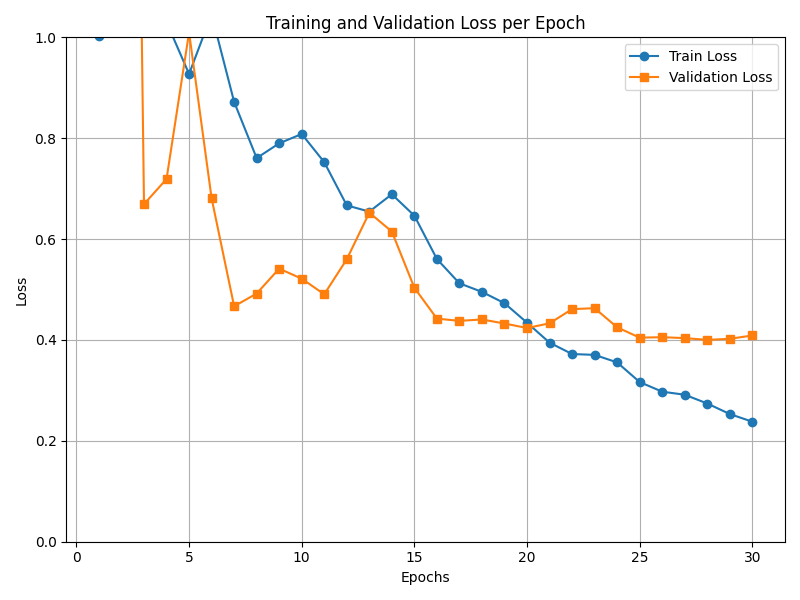 Training and Validation Loss per Epoch
Train Loss
Validation Loss
Loss
1.0
0.8
0.6
0.4
0.2
0.0
0 5 10 15 20 25 30
Epochs